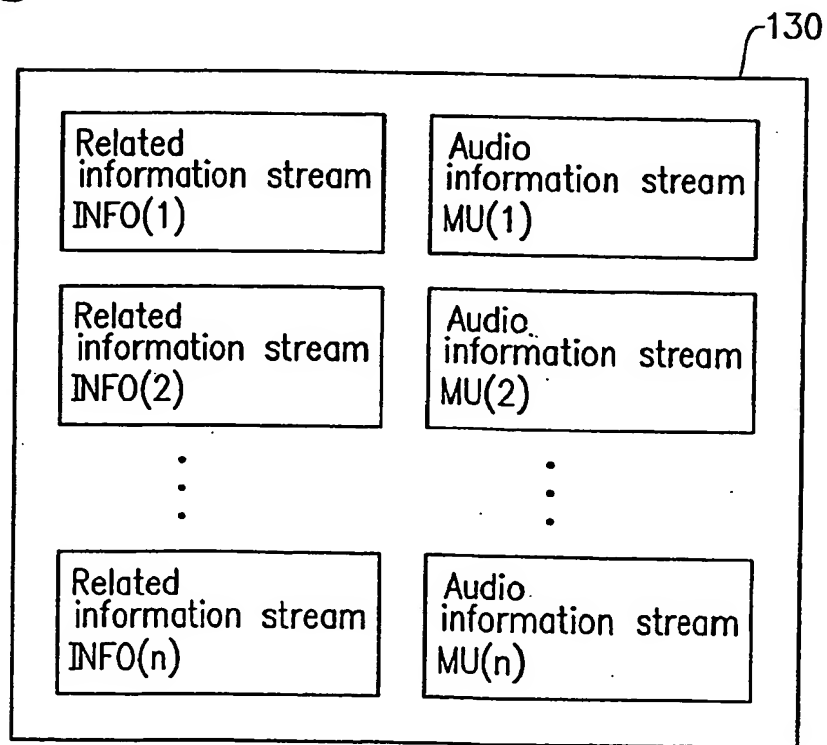 130
Related
information stream
INFO(1)
Audio
information stream
MU(1)
Related
information stream
INFO(2)
Audio
information stream
MU(2)
Related
information stream
INFO(n)
Audio
information stream
MU(n)